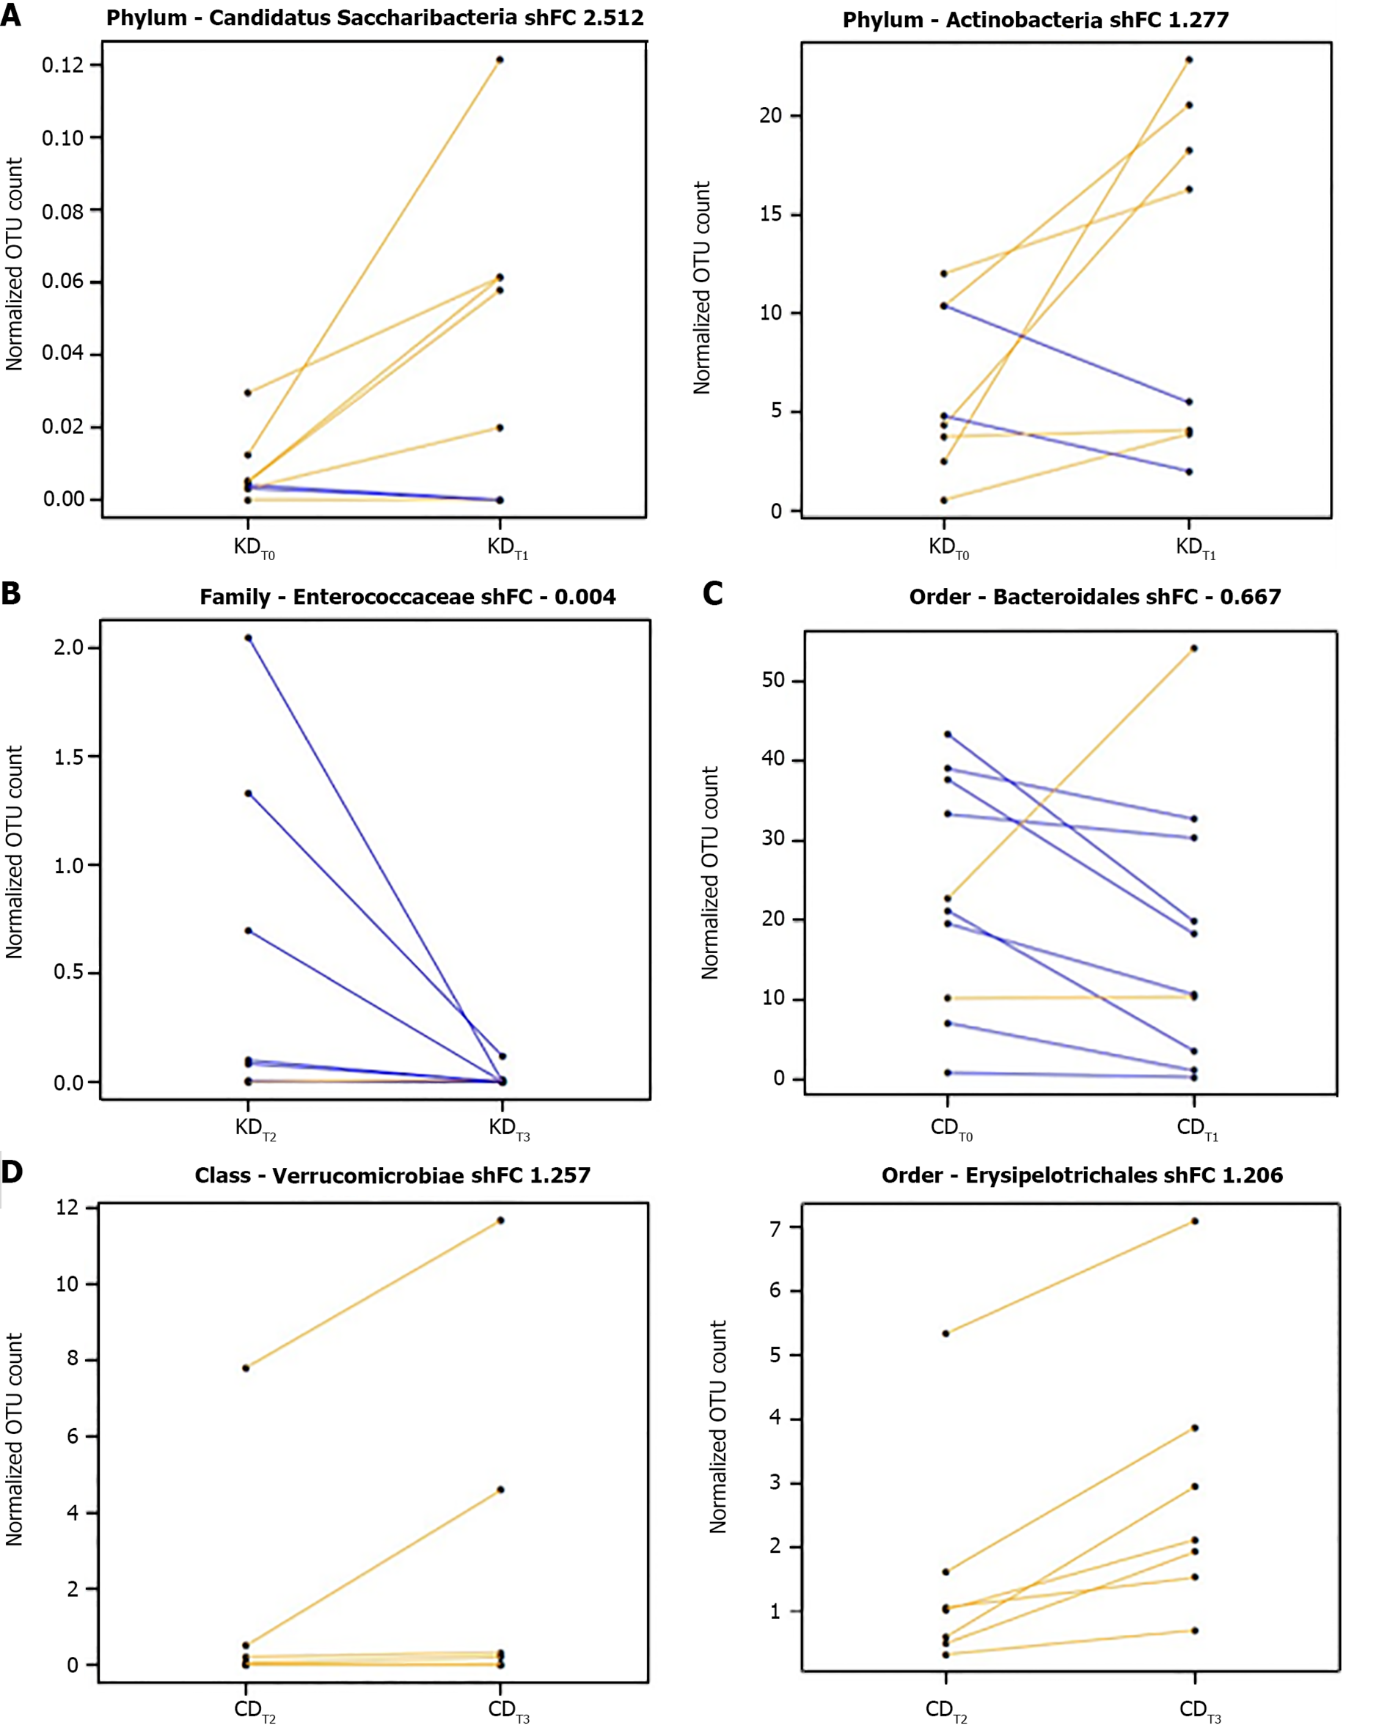 A
Phylum - Candidatus Saccharibacteria shFC 2.512
Normalized OTU count
0.12
0.10
0.08
0.06
0.04
0.02
0.00
KDT0
KDT1
Phylum - Actinobacteria shFC 1.277
Normalized OTU count
20
15
10
5
0
KDT0
KDT1
B
Family - Enterococcaceae shFC - 0.004
Normalized OTU count
2.0
1.5
1.0
0.5
0.0
KDT2
KDT3
C
Order - Bacteroidales shFC - 0.667
Normalized OTU count
50
40
30
20
10
0
CDT0
CDT1
D
Class - Verrucomicrobiae shFC 1.257
Normalized OTU count
12
10
8
6
4
2
0
CDT2
CDT3
Order - Erysipelotrichales shFC 1.206
Normalized OTU count
7
6
5
4
3
2
1
CDT2
CDT3